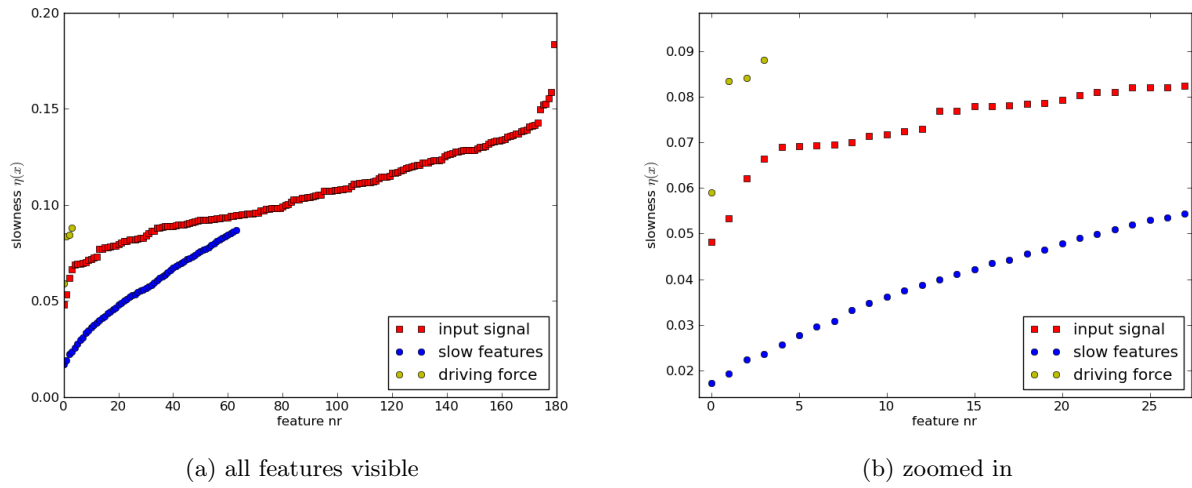 0.20
0.15
0.10
0.05
0.00
slowness η(x)
0 20 40 60 80 100 120 140 160 180
feature nr
input signal
slow features
driving force
(a) all features visible
0.09
0.08
0.07
0.06
0.05
0.04
0.03
0.02
slowness η(x)
0 5 10 15 20 25
feature nr
input signal
slow features
driving force
(b) zoomed in